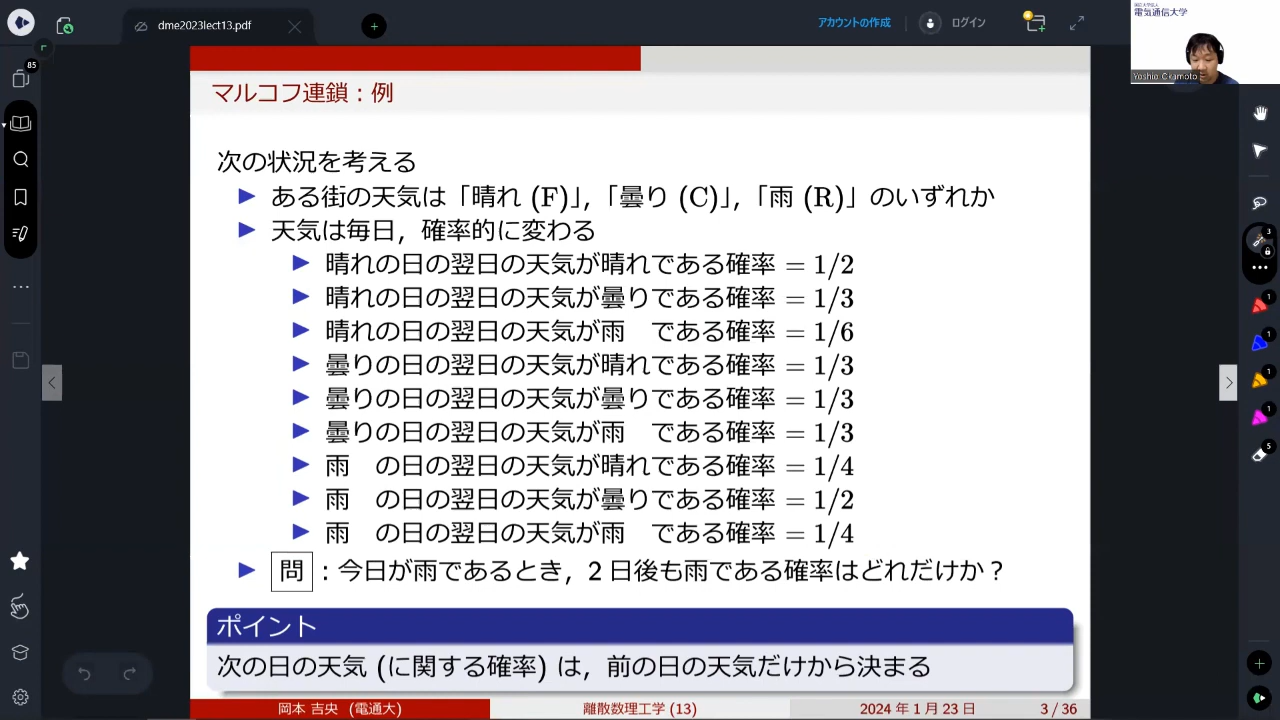 dme2023lect13.pdf
アカウントの作成
ログイン
電気通信大学
Yoshio Okamoto
85
マルコフ連鎖：例
次の状況を考える
ある街の天気は「晴れ (F)」,「曇り (C)」,「雨 (R)」のいずれか
天気は毎日，確率的に変わる
晴れの日の翌日の天気が晴れである確率 = 1/2
晴れの日の翌日の天気が曇りである確率 = 1/3
晴れの日の翌日の天気が雨　である確率 = 1/6
曇りの日の翌日の天気が晴れである確率 = 1/3
曇りの日の翌日の天気が曇りである確率 = 1/3
曇りの日の翌日の天気が雨　である確率 = 1/3
雨　の日の翌日の天気が晴れである確率 = 1/4
雨　の日の翌日の天気が曇りである確率 = 1/2
雨　の日の翌日の天気が雨　である確率 = 1/4
問：今日が雨であるとき，2 日後も雨である確率はどれだけか？
ポイント
次の日の天気 (に関する確率) は，前の日の天気だけから決まる
岡本 吉央 (電通大)
離散数理工学 (13)
2024 年 1 月 23 日
3 / 36
3
1
1
1
1
5